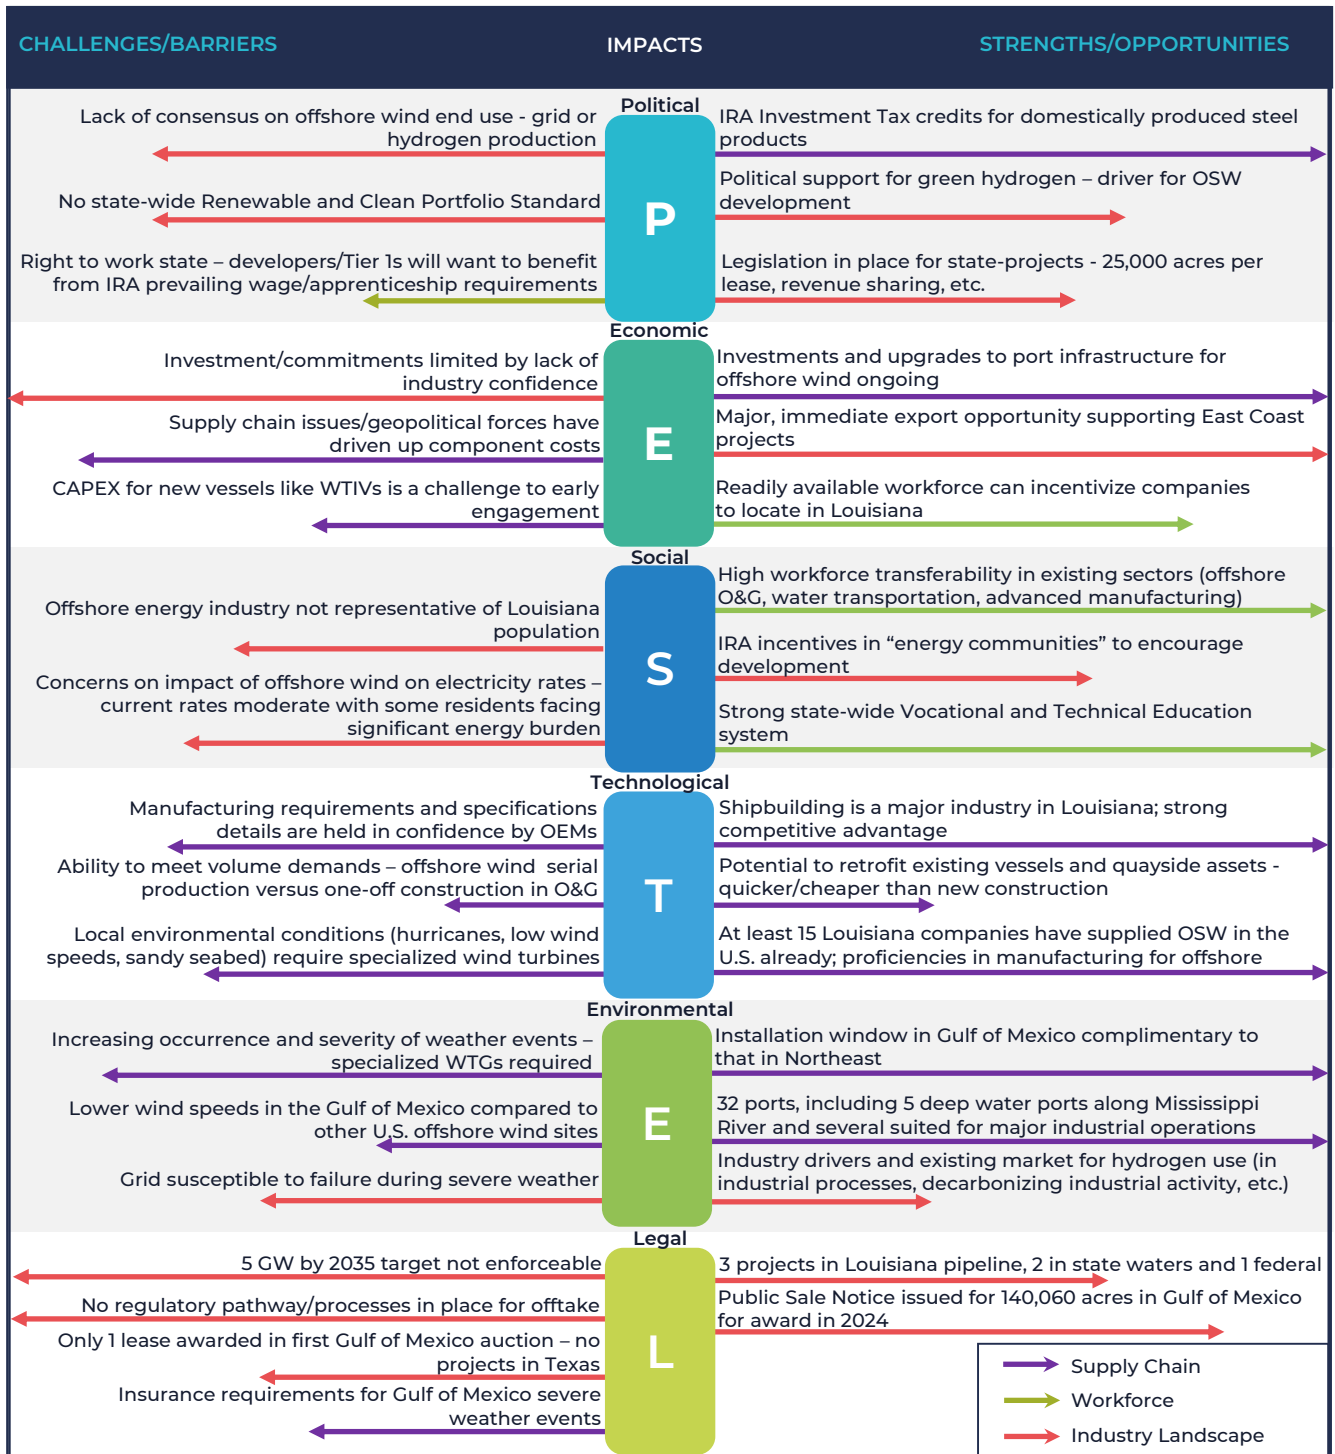 CHALLENGES/BARRIERS
IMPACTS
STRENGTHS/OPPORTUNITIES
Political
P
Lack of consensus on offshore wind end use - grid or
hydrogen production
No state-wide Renewable and Clean Portfolio Standard
Right to work state – developers/Tier 1s will want to benefit
from IRA prevailing wage/apprenticeship requirements
IRA Investment Tax credits for domestically produced steel
products
Political support for green hydrogen – driver for OSW
development
Legislation in place for state-projects - 25,000 acres per
lease, revenue sharing, etc.
Economic
E
Investment/commitments limited by lack of
industry confidence
Supply chain issues/geopolitical forces have
driven up component costs
CAPEX for new vessels like WTIVs is a challenge to early
engagement
Investments and upgrades to port infrastructure for
offshore wind ongoing
Major, immediate export opportunity supporting East Coast
projects
Readily available workforce can incentivize companies
to locate in Louisiana
Social
S
Offshore energy industry not representative of Louisiana
population
Concerns on impact of offshore wind on electricity rates –
current rates moderate with some residents facing
significant energy burden
High workforce transferability in existing sectors (offshore
O&G, water transportation, advanced manufacturing)
IRA incentives in “energy communities” to encourage
development
Strong state-wide Vocational and Technical Education
system
Technological
T
Manufacturing requirements and specifications
details are held in confidence by OEMs
Ability to meet volume demands – offshore wind serial
production versus one-off construction in O&G
Local environmental conditions (hurricanes, low wind
speeds, sandy seabed) require specialized wind turbines
Shipbuilding is a major industry in Louisiana; strong
competitive advantage
Potential to retrofit existing vessels and quayside assets -
quicker/cheaper than new construction
At least 15 Louisiana companies have supplied OSW in the
U.S. already; proficiencies in manufacturing for offshore
Environmental
E
Increasing occurrence and severity of weather events –
specialized WTGs required
Lower wind speeds in the Gulf of Mexico compared to
other U.S. offshore wind sites
Grid susceptible to failure during severe weather
Installation window in Gulf of Mexico complimentary to
that in Northeast
32 ports, including 5 deep water ports along Mississippi
River and several suited for major industrial operations
Industry drivers and existing market for hydrogen use (in
industrial processes, decarbonizing industrial activity, etc.)
Legal
L
5 GW by 2035 target not enforceable
No regulatory pathway/processes in place for offtake
Only 1 lease awarded in first Gulf of Mexico auction – no
projects in Texas
Insurance requirements for Gulf of Mexico severe
weather events
3 projects in Louisiana pipeline, 2 in state waters and 1 federal
Public Sale Notice issued for 140,060 acres in Gulf of Mexico
for award in 2024
Supply Chain
Workforce
Industry Landscape